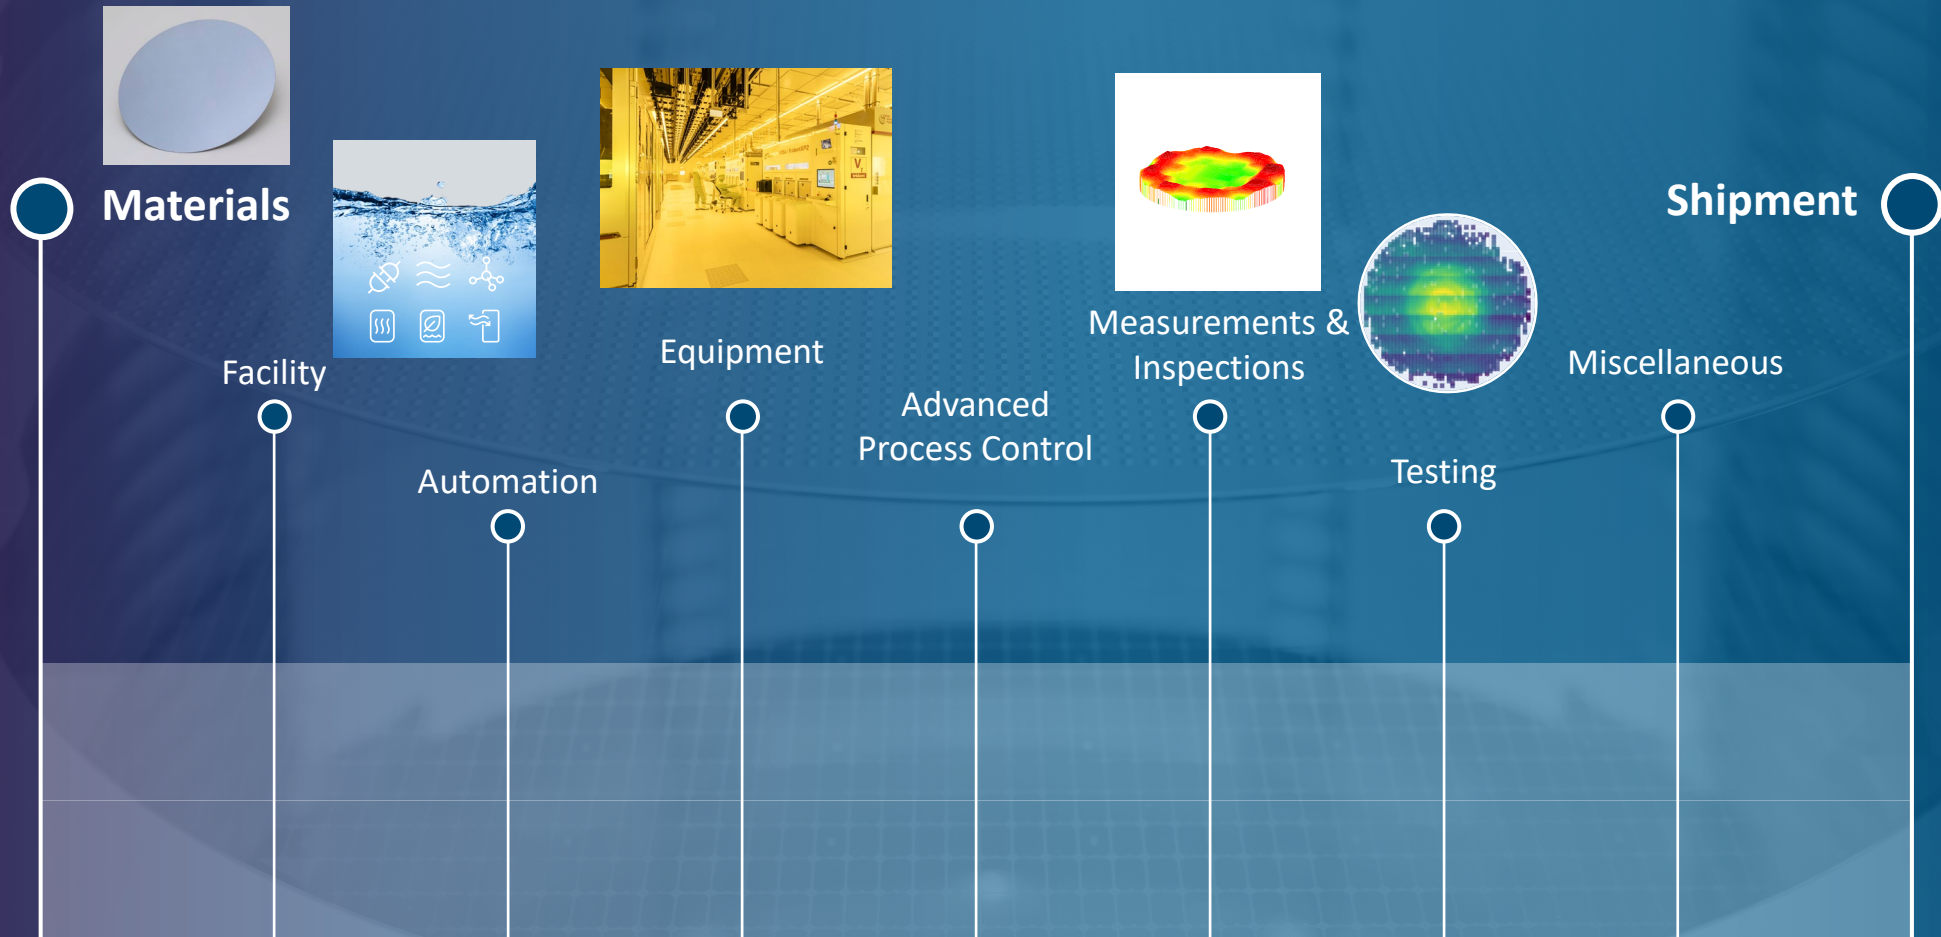 Materials
Facility
Automation
Equipment
Advanced
Process Control
Measurements &
Inspections
Testing
Miscellaneous
Shipment